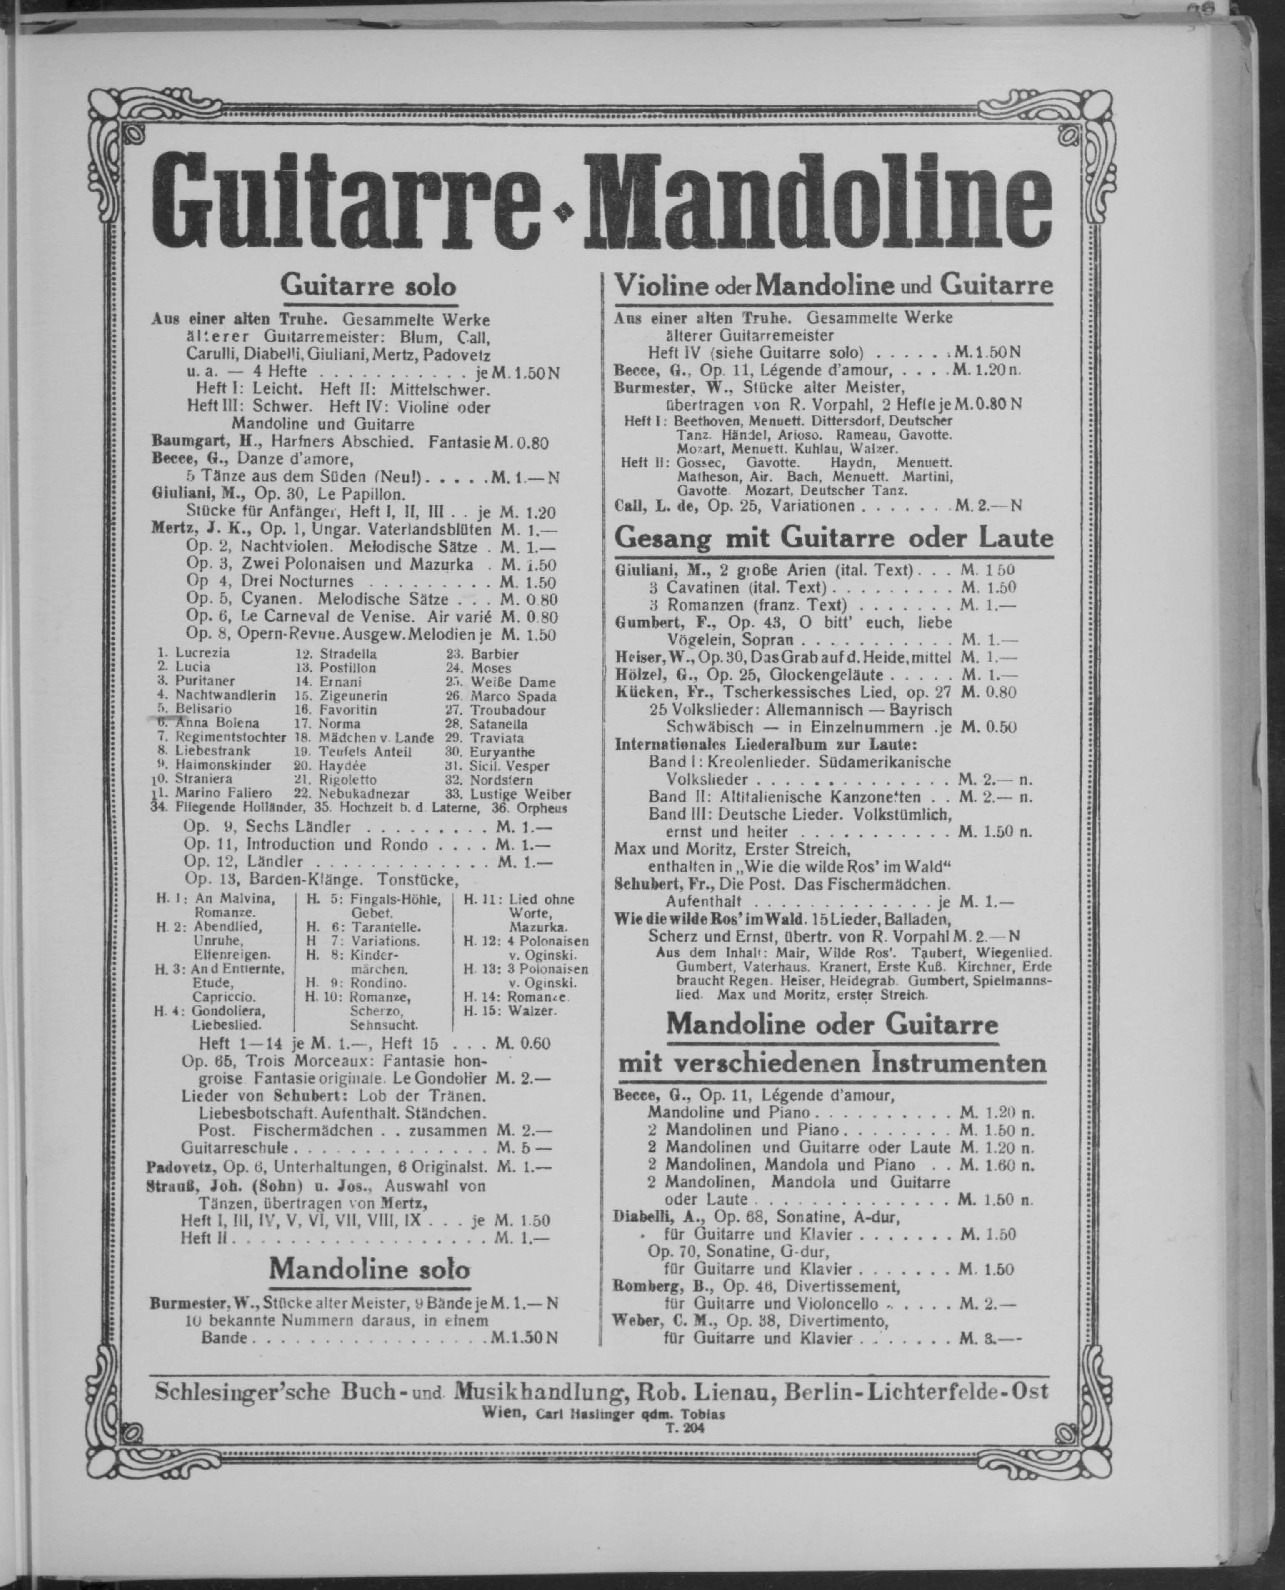 Guitarre · Mandoline
Guitarre solo
Aus einer alten Truhe. Gesammelte Werke
älterer Guitarremeister: Blum, Call,
Carulli, Diabelli, Giuliani, Mertz, Padovetz
u. a. — 4 Hefte . . . . . . . . . . . je M. 1.50 N
Heft I: Leicht. Heft II: Mittelschwer.
Heft III: Schwer. Heft IV: Violine oder
Mandoline und Guitarre
Baumgart, H., Harfners Abschied. Fantasie M. 0.80
Becce, G., Danze d'amore,
5 Tänze aus dem Süden (Neu!) . . . . . M. 1.— N
Giuliani, M., Op. 30, Le Papillon.
Stücke für Anfänger, Heft I, II, III . . je M. 1.20
Mertz, J. K., Op. 1, Ungar. Vaterlandsblüten M. 1.—
Op. 2, Nachtviolen. Melodische Sätze . M. 1.—
Op. 3, Zwei Polonaisen und Mazurka . M. 1.50
Op 4, Drei Nocturnes . . . . . . . . . M. 1.50
Op. 5, Cyanen. Melodische Sätze . . . M. 0.80
Op. 6, Le Carneval de Venise. Air varié M. 0.80
Op. 8, Opern-Revue. Ausgew. Melodien je M. 1.50
1. Lucrezia 12. Stradella 23. Barbier
2. Lucia 13. Postillon 24. Moses
3. Puritaner 14. Ernani 25. Weiße Dame
4. Nachtwandlerin 15. Zigeunerin 26. Marco Spada
5. Belisario 16. Favoritin 27. Troubadour
6. Anna Bolena 17. Norma 28. Satanella
7. Regimentstochter 18. Mädchen v. Lande 29. Traviata
8. Liebestrank 19. Teufels Anteil 30. Euryanthe
9. Haimonskinder 20. Haydée 31. Sicil. Vesper
10. Straniera 21. Rigoletto 32. Nordstern
11. Marino Faliero 22. Nebukadnezar 33. Lustige Weiber
34. Fliegende Holländer, 35. Hochzeit b. d. Laterne, 36. Orpheus
Op. 9, Sechs Ländler . . . . . . . . . M. 1.—
Op. 11, Introduction und Rondo . . . . M. 1.—
Op. 12, Ländler . . . . . . . . . . . . . M. 1.—
Op. 13, Barden-Klänge. Tonstücke,
H. 1: An Malvina, H. 5: Fingals-Höhle, H. 11: Lied ohne
Romanze. Gebet. Worte,
H. 2: Abendlied, H. 6: Tarantelle. Mazurka.
Unruhe, H 7: Variations. H. 12: 4 Polonaisen
Elfenreigen. H. 8: Kinder- v. Oginski.
H. 3: An d Entfernte, märchen. H. 13: 3 Polonaisen
Etude, H. 9: Rondino. v. Oginski.
Capriccio. H. 10: Romanze, H. 14: Romance.
H. 4: Gondoliera, Scherzo, H. 15: Walzer.
Liebeslied. Sehnsucht.
Heft 1—14 je M. 1.—, Heft 15 . . . M. 0.60
Op. 65, Trois Morceaux: Fantasie hon-
groise. Fantasie originale. Le Gondolier M. 2.—
Lieder von Schubert: Lob der Tränen.
Liebesbotschaft. Aufenthalt. Ständchen.
Post. Fischermädchen . . zusammen M. 2.—
Guitarreschule . . . . . . . . . . . . . . M. 5 —
Padovetz, Op. 6, Unterhaltungen, 6 Originalst. M. 1.—
Strauß, Joh. (Sohn) u. Jos., Auswahl von
Tänzen, übertragen von Mertz,
Heft I, III, IV, V, VI, VII, VIII, IX . . . je M. 1.50
Heft II . . . . . . . . . . . . . . . . . . M. 1.—
Mandoline solo
Burmester, W., Stücke alter Meister, 9 Bände je M. 1.— N
10 bekannte Nummern daraus, in einem
Bande . . . . . . . . . . . . . . . . . M. 1.50 N
Violine oder Mandoline und Guitarre
Aus einer alten Truhe. Gesammelte Werke
älterer Guitarremeister
Heft IV (siehe Guitarre solo) . . . . . . M. 1.50 N
Becce, G., Op. 11, Légende d'amour, . . . . M. 1.20 n.
Burmester, W., Stücke alter Meister,
übertragen von R. Vorpahl, 2 Hefte je M. 0.80 N
Heft I: Beethoven, Menuett. Dittersdorf, Deutscher
Tanz. Händel, Arioso. Rameau, Gavotte.
Mozart, Menuett. Kuhlau, Walzer.
Heft II: Gossec, Gavotte. Haydn, Menuett.
Matheson, Air. Bach, Menuett. Martini,
Gavotte. Mozart, Deutscher Tanz.
Call, L. de, Op. 25, Variationen . . . . . . . M. 2.— N
Gesang mit Guitarre oder Laute
Giuliani, M., 2 große Arien (ital. Text) . . . M. 1 50
3 Cavatinen (ital. Text) . . . . . . . . . M. 1.50
3 Romanzen (franz. Text) . . . . . . . M. 1.—
Gumbert, F., Op. 43, O bitt' euch, liebe
Vögelein, Sopran . . . . . . . . . . . M. 1.—
Heiser, W., Op. 30, Das Grab auf d. Heide, mittel M. 1.—
Hölzel, G., Op. 25, Glockengeläute . . . . . M. 1.—
Kücken, Fr., Tscherkessisches Lied, op. 27 M. 0.80
25 Volkslieder: Allemannisch — Bayrisch
Schwäbisch — in Einzelnummern . je M. 0.50
Internationales Liederalbum zur Laute:
Band I: Kreolenlieder. Südamerikanische
Volkslieder . . . . . . . . . . . . . . M. 2.— n.
Band II: Altitalienische Kanzonetten . . M. 2.— n.
Band III: Deutsche Lieder. Volkstümlich,
ernst und heiter . . . . . . . . . . . M. 1.50 n.
Max und Moritz, Erster Streich,
enthalten in „Wie die wilde Ros' im Wald“
Schubert, Fr., Die Post. Das Fischermädchen.
Aufenthalt . . . . . . . . . . . . . je M. 1.—
Wie die wilde Ros' im Wald. 15 Lieder, Balladen,
Scherz und Ernst, übertr. von R. Vorpahl M. 2.— N
Aus dem Inhalt: Mair, Wilde Ros'. Taubert, Wiegenlied.
Gumbert, Vaterhaus. Kranert, Erste Kuß. Kirchner, Erde
braucht Regen. Heiser, Heidegrab. Gumbert, Spielmanns-
lied. Max und Moritz, erster Streich.
Mandoline oder Guitarre
mit verschiedenen Instrumenten
Becce, G., Op. 11, Légende d'amour,
Mandoline und Piano . . . . . . . . . . M. 1.20 n.
2 Mandolinen und Piano . . . . . . . . M. 1.50 n.
2 Mandolinen und Guitarre oder Laute M. 1.20 n.
2 Mandolinen, Mandola und Piano . . M. 1.60 n.
2 Mandolinen, Mandola und Guitarre
oder Laute . . . . . . . . . . . . . . M. 1.50 n.
Diabelli, A., Op. 68, Sonatine, A-dur,
für Guitarre und Klavier . . . . . . . M. 1.50
Op. 70, Sonatine, G-dur,
für Guitarre und Klavier . . . . . . . M. 1.50
Romberg, B., Op. 46, Divertissement,
für Guitarre und Violoncello . . . . . M. 2.—
Weber, C. M., Op. 38, Divertimento,
für Guitarre und Klavier . . . . . . . M. 3.—
Schlesinger'sche Buch- und Musikhandlung, Rob. Lienau, Berlin-Lichterfelde-Ost
Wien, Carl Haslinger qdm. Tobias
T. 204